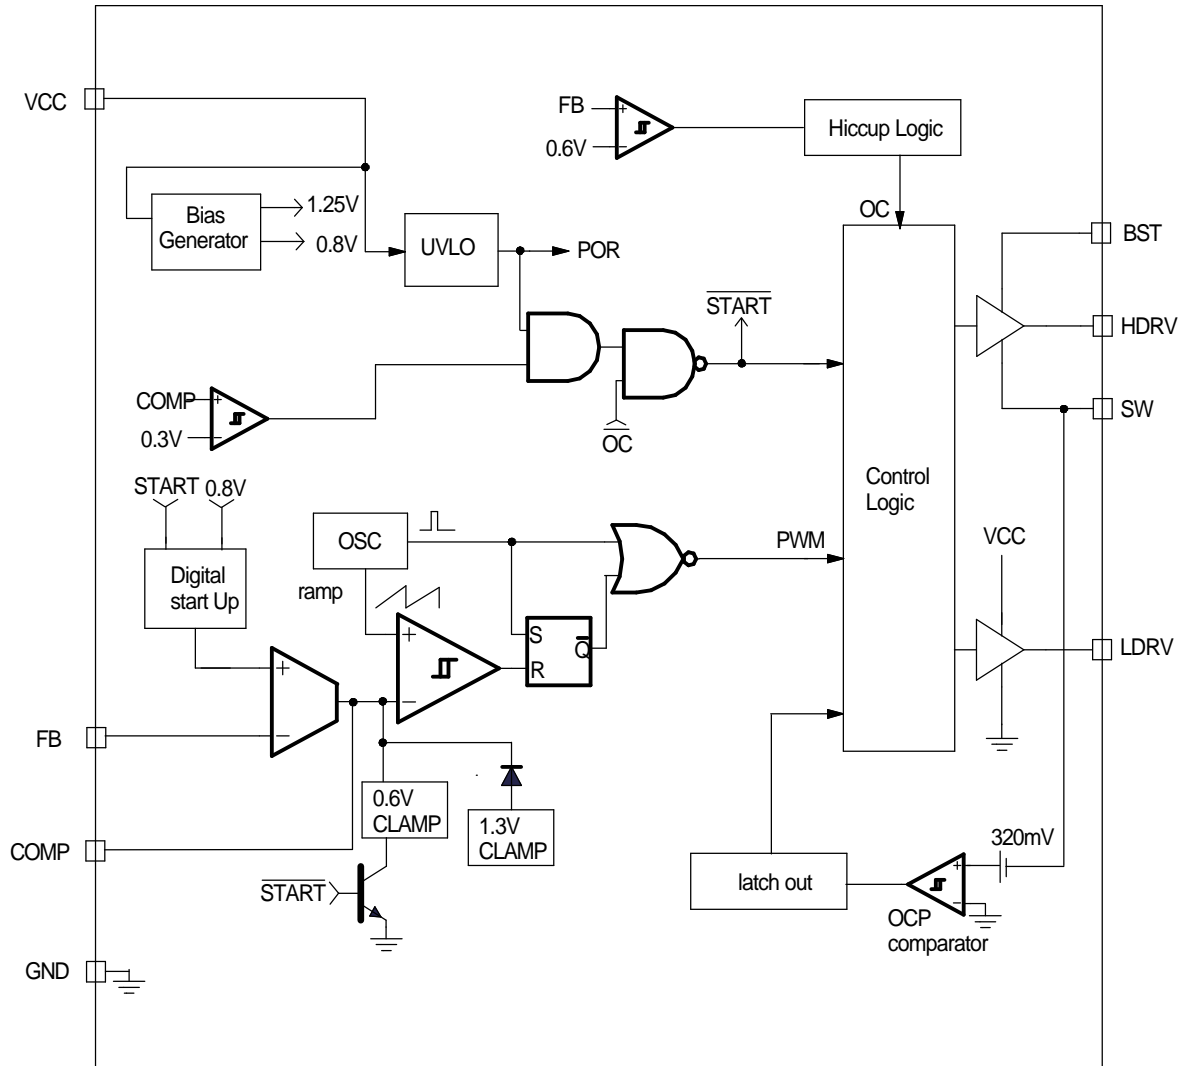 VCC
FB
+
0.6V
−
Hiccup Logic
OC
Bias
Generator
1.25V
0.8V
UVLO
POR
BST
START
HDRV
COMP
+
0.3V
−
OC
SW
Control
Logic
START
0.8V
OSC
PWM
VCC
Digital
start Up
ramp
+
S
Q
R
+
−
LDRV
FB
−
0.6V
CLAMP
1.3V
CLAMP
320mV
COMP
START
latch out
+
−
OCP
comparator
GND